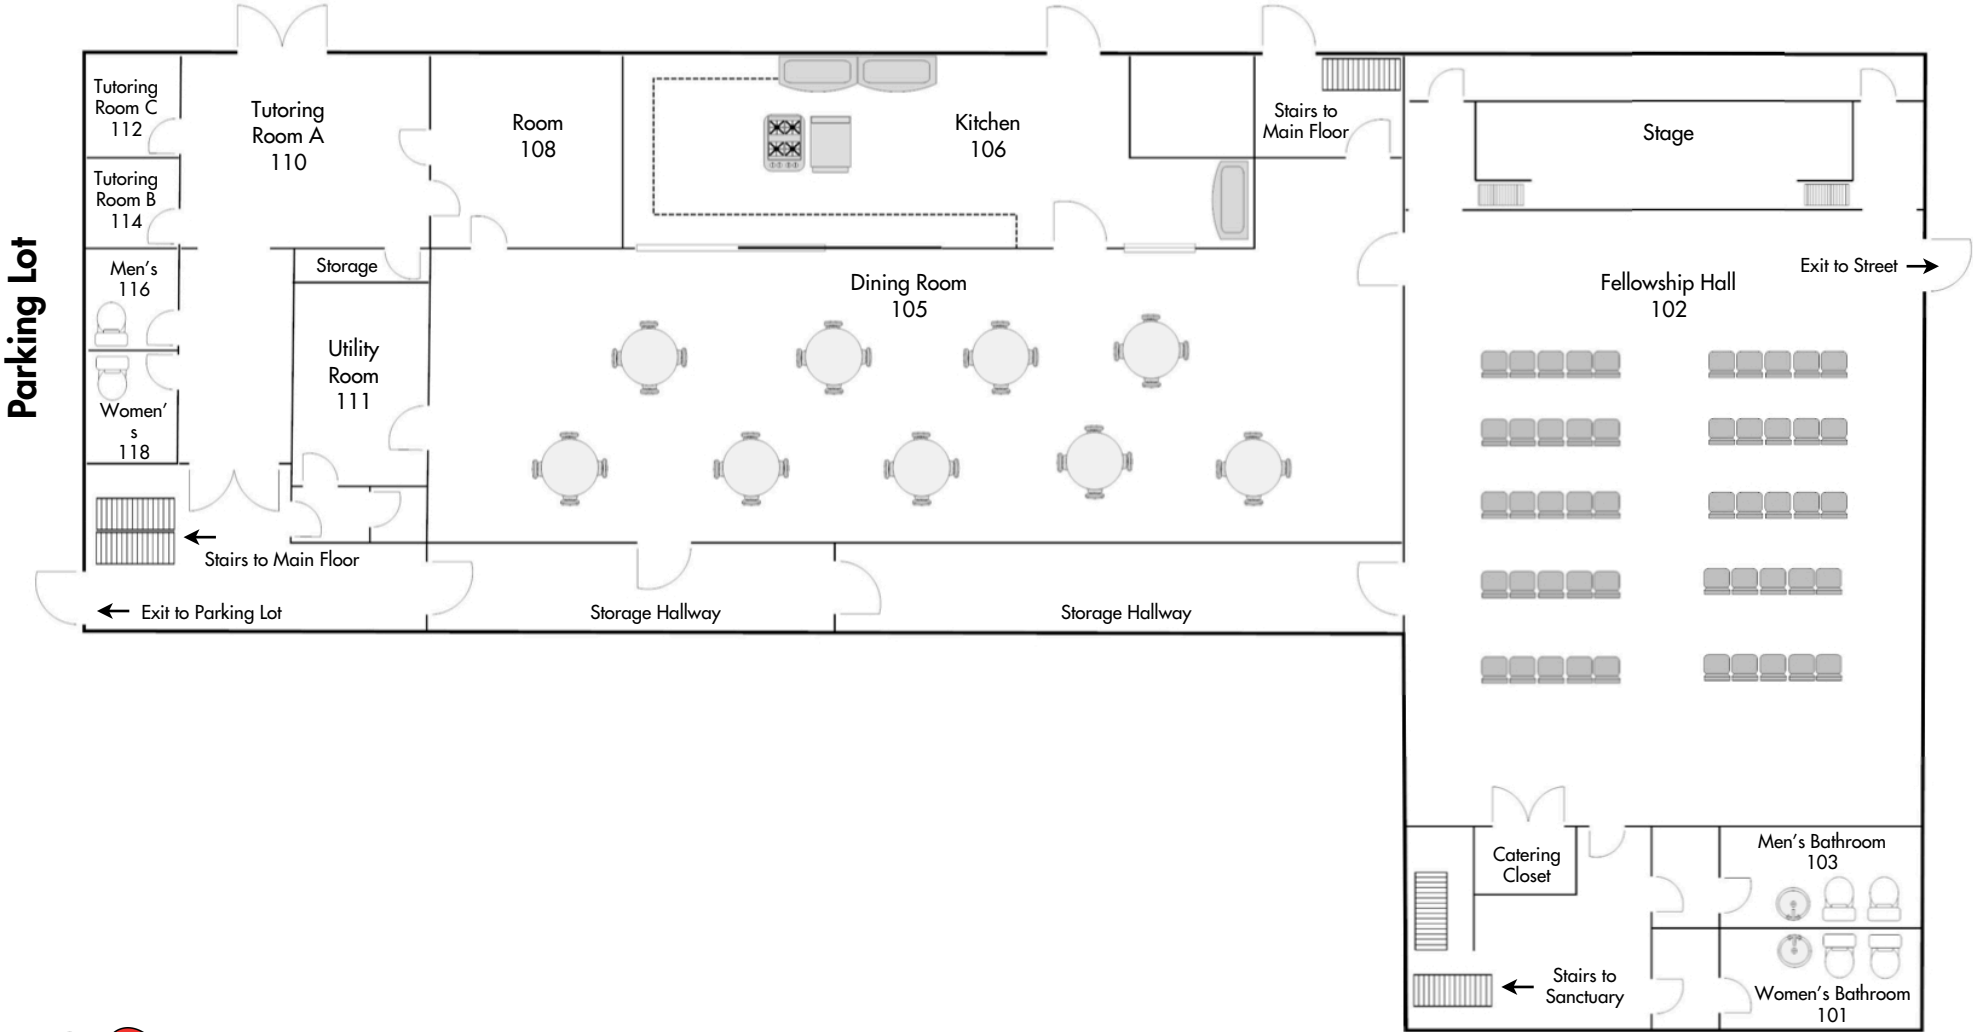 Parking Lot
Tutoring
Room C
112
Tutoring
Room B
114
Men's
116
Women'
s
118
Tutoring
Room A
110
Storage
Utility
Room
111
Stairs to Main Floor
Exit to Parking Lot
Room
108
Kitchen
106
Stairs to
Main Floor
Dining Room
105
Storage Hallway
Storage Hallway
Stage
Exit to Street
Fellowship Hall
102
Catering
Closet
Stairs to
Sanctuary
Men's Bathroom
103
Women's Bathroom
101